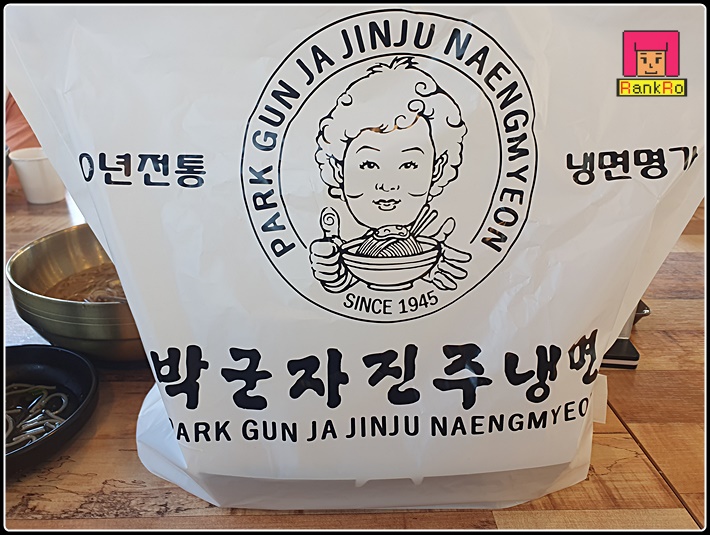 PARK GUN JA JINJU NAENGMYEON
0년전통
냉면명가
SINCE 1945
박군자진주냉면
PARK GUN JA JINJU NAENGMYEO
RankRo